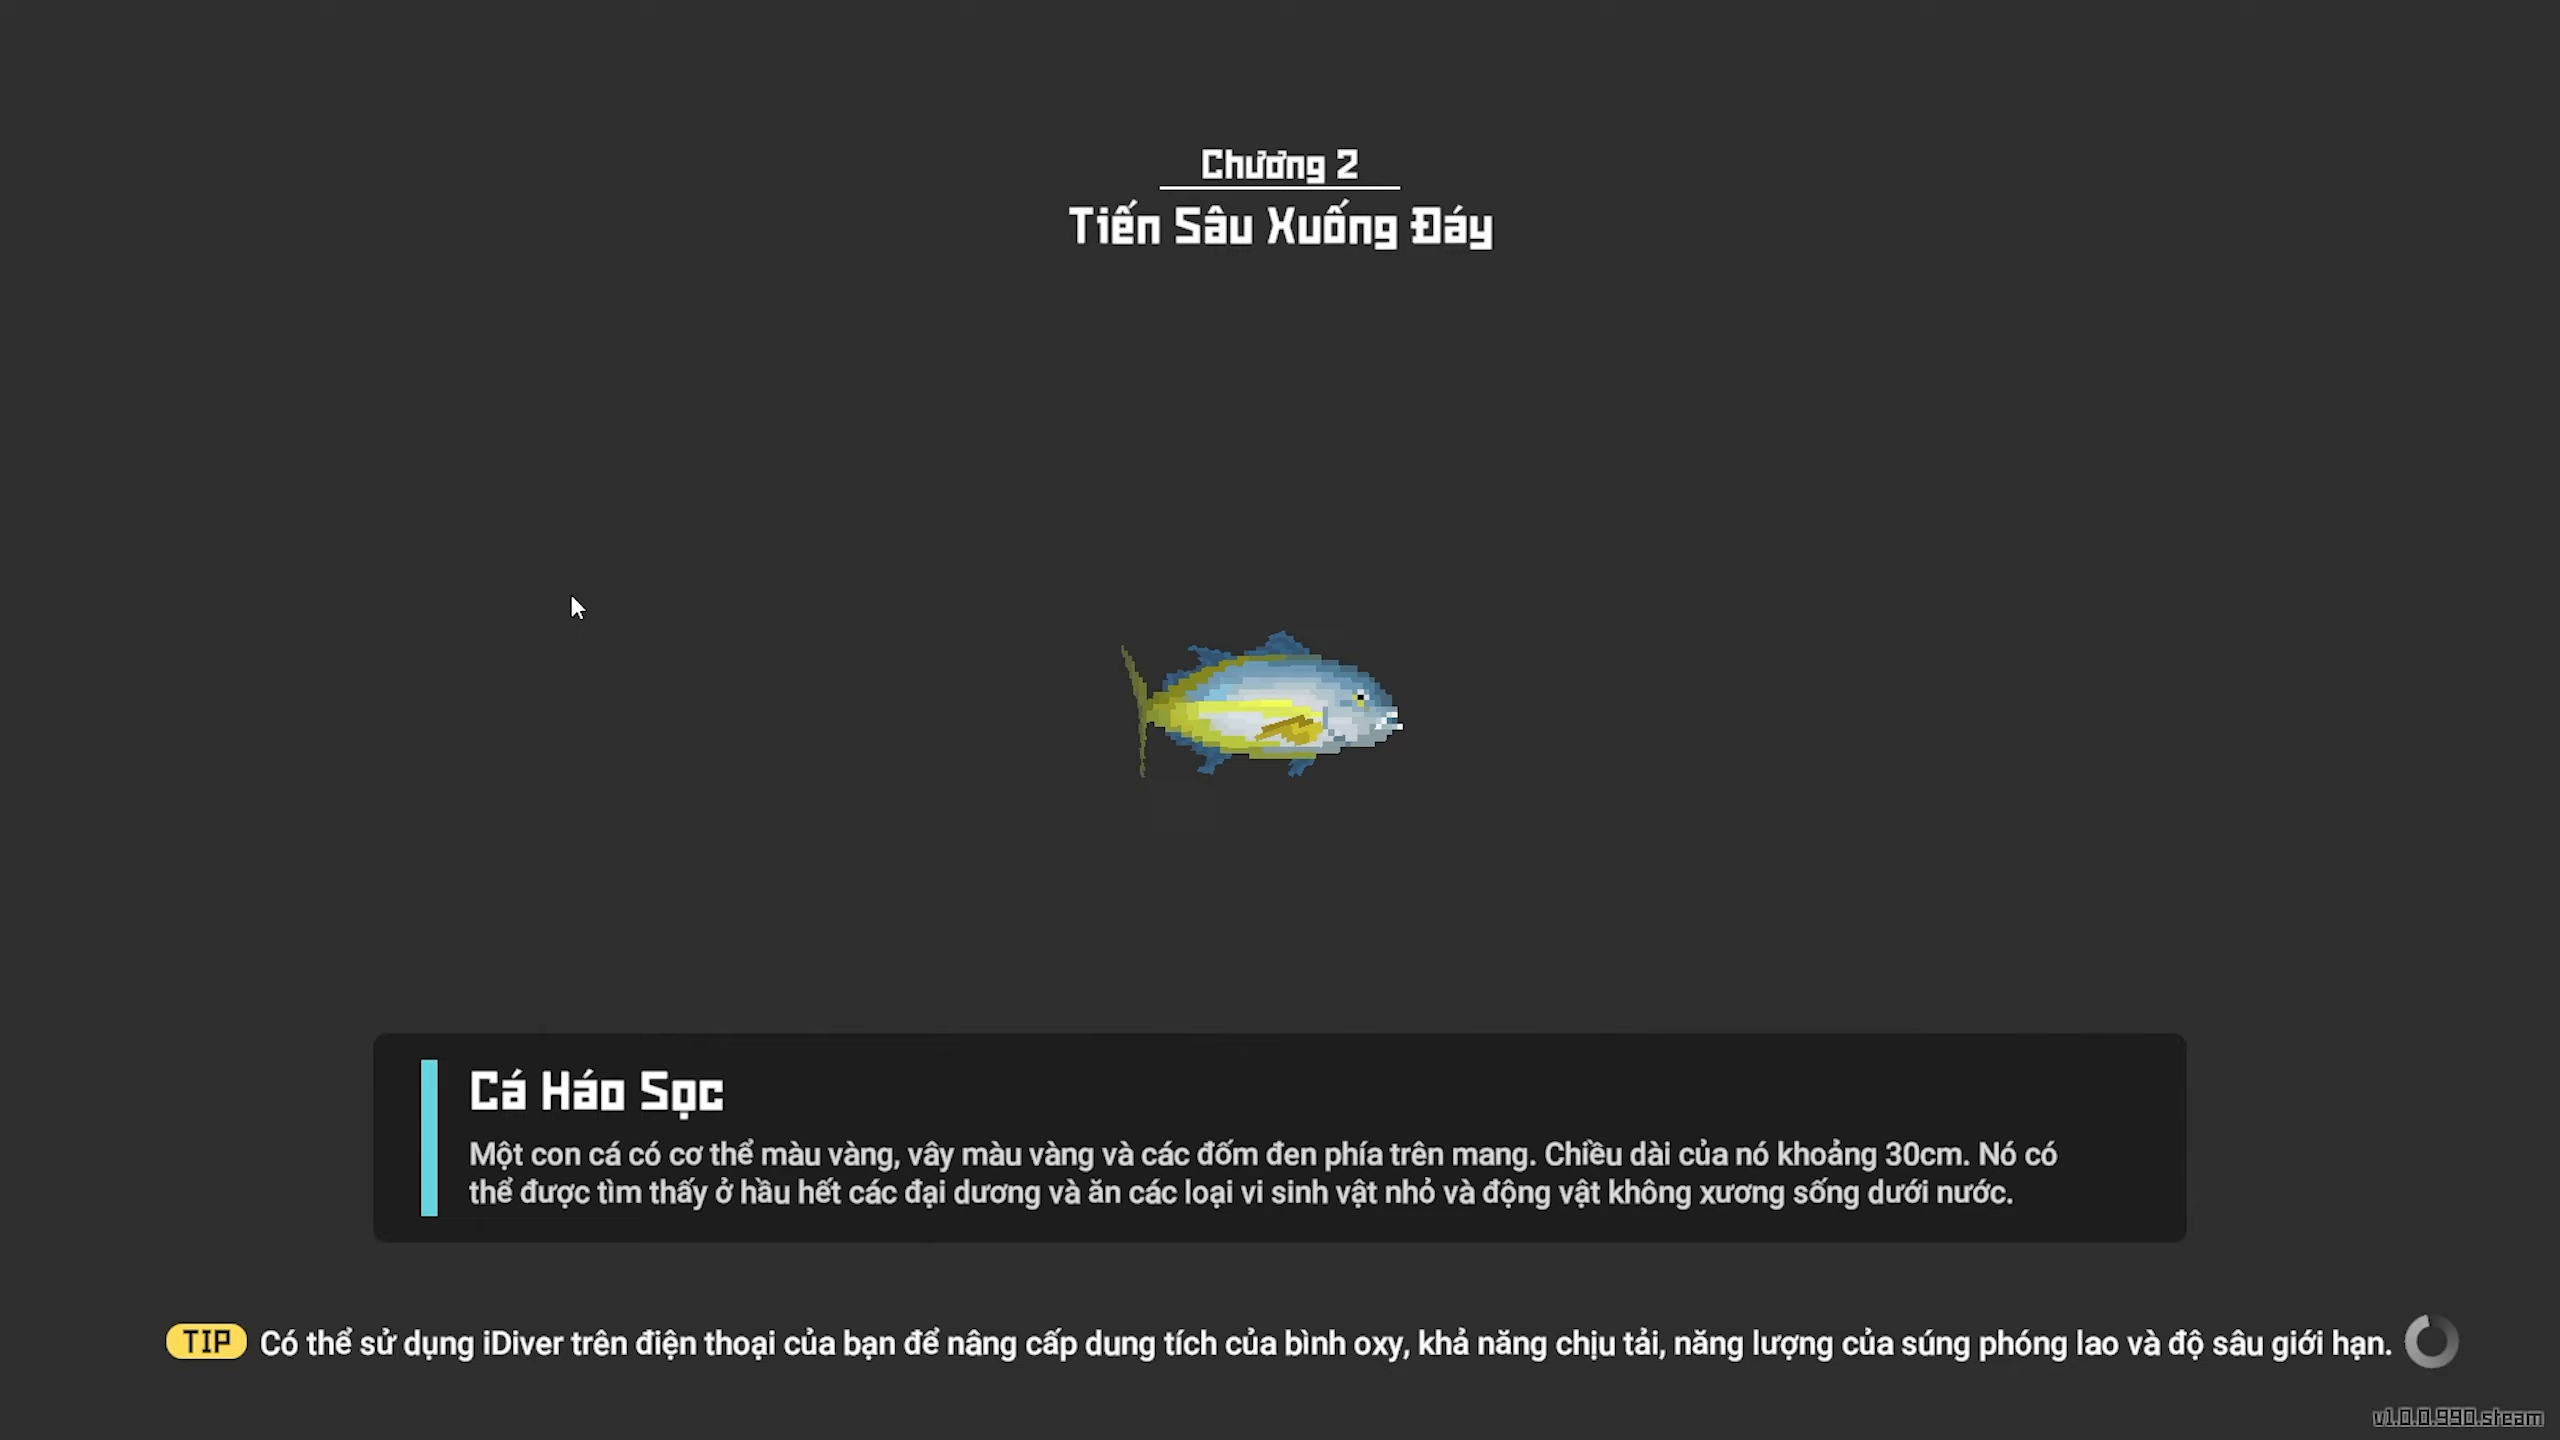 Chương 2
Tiến Sâu Xuống Đáy
Cá Háo Sọc
Một con cá có cơ thể màu vàng, vây màu vàng và các đốm đen phía trên mang. Chiều dài của nó khoảng 30cm. Nó có
thể được tìm thấy ở hầu hết các đại dương và ăn các loại vi sinh vật nhỏ và động vật không xương sống dưới nước.
TIP Có thể sử dụng iDiver trên điện thoại của bạn để nâng cấp dung tích của bình oxy, khả năng chịu tải, năng lượng của súng phóng lao và độ sâu giới hạn.
v1.0.0.990.steam